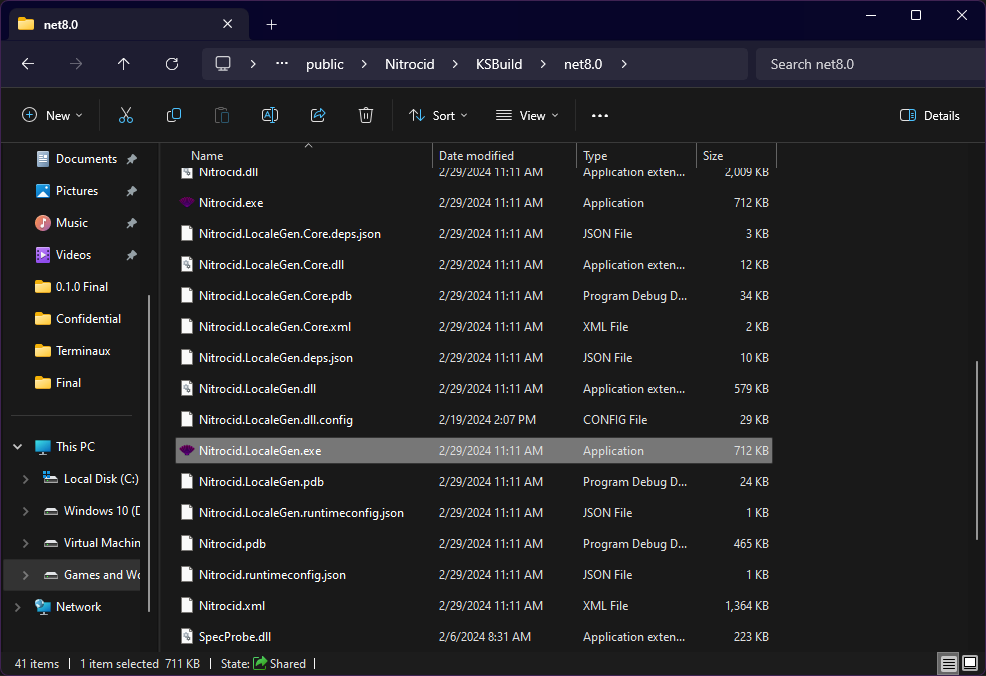 net8.0
public > Nitrocid > KSBuild > net8.0 >
Search net8.0
New
Sort
View
Details
Documents
Pictures
Music
Videos
0.1.0 Final
Confidential
Terminaux
Final
This PC
Local Disk (C:)
Windows 10 (D
Virtual Machin
Games and Wo
Network
Name Date modified Type Size
Nitrocid.dll 2/29/2024 11:11 AM Application exten... 2,009 KB
Nitrocid.exe 2/29/2024 11:11 AM Application 712 KB
Nitrocid.LocaleGen.Core.deps.json 2/29/2024 11:11 AM JSON File 3 KB
Nitrocid.LocaleGen.Core.dll 2/29/2024 11:11 AM Application exten... 12 KB
Nitrocid.LocaleGen.Core.pdb 2/29/2024 11:11 AM Program Debug D... 34 KB
Nitrocid.LocaleGen.Core.xml 2/29/2024 11:11 AM XML File 2 KB
Nitrocid.LocaleGen.deps.json 2/29/2024 11:11 AM JSON File 10 KB
Nitrocid.LocaleGen.dll 2/29/2024 11:11 AM Application exten... 579 KB
Nitrocid.LocaleGen.dll.config 2/19/2024 2:07 PM CONFIG File 29 KB
Nitrocid.LocaleGen.exe 2/29/2024 11:11 AM Application 712 KB
Nitrocid.LocaleGen.pdb 2/29/2024 11:11 AM Program Debug D... 24 KB
Nitrocid.LocaleGen.runtimeconfig.json 2/29/2024 11:11 AM JSON File 1 KB
Nitrocid.pdb 2/29/2024 11:11 AM Program Debug D... 465 KB
Nitrocid.runtimeconfig.json 2/29/2024 11:11 AM JSON File 1 KB
Nitrocid.xml 2/29/2024 11:11 AM XML File 1,364 KB
SpecProbe.dll 2/6/2024 8:31 AM Application exten... 223 KB
41 items | 1 item selected 711 KB | State: Shared |